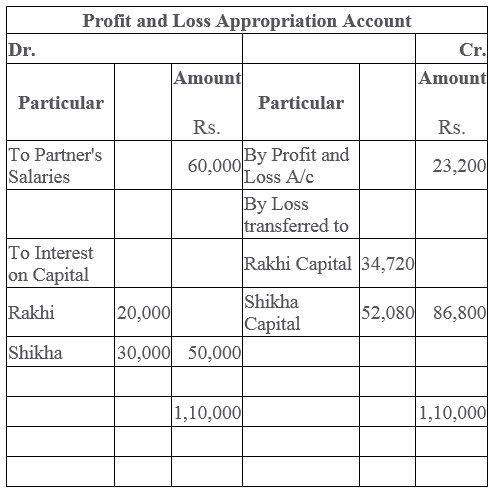 Profit and Loss Appropriation Account
Dr. Cr.
Particular Amount Rs. Particular Amount Rs.
To Partner's Salaries 60,000 By Profit and Loss A/c 23,200
By Loss transferred to
To Interest on Capital Rakhi Capital 34,720
Rakhi 20,000 Shikha Capital 52,080 86,800
Shikha 30,000 50,000
1,10,000 1,10,000